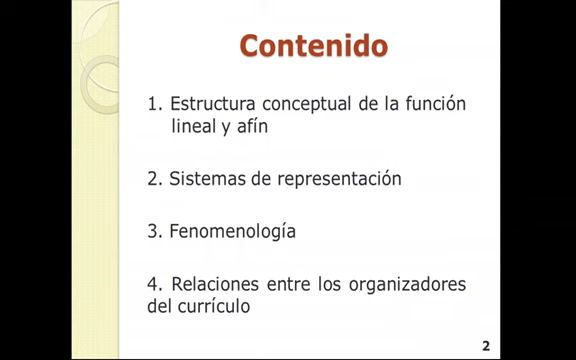 Contenido
1. Estructura conceptual de la función
lineal y afín
2. Sistemas de representación
3. Fenomenología
4. Relaciones entre los organizadores
del currículo
2